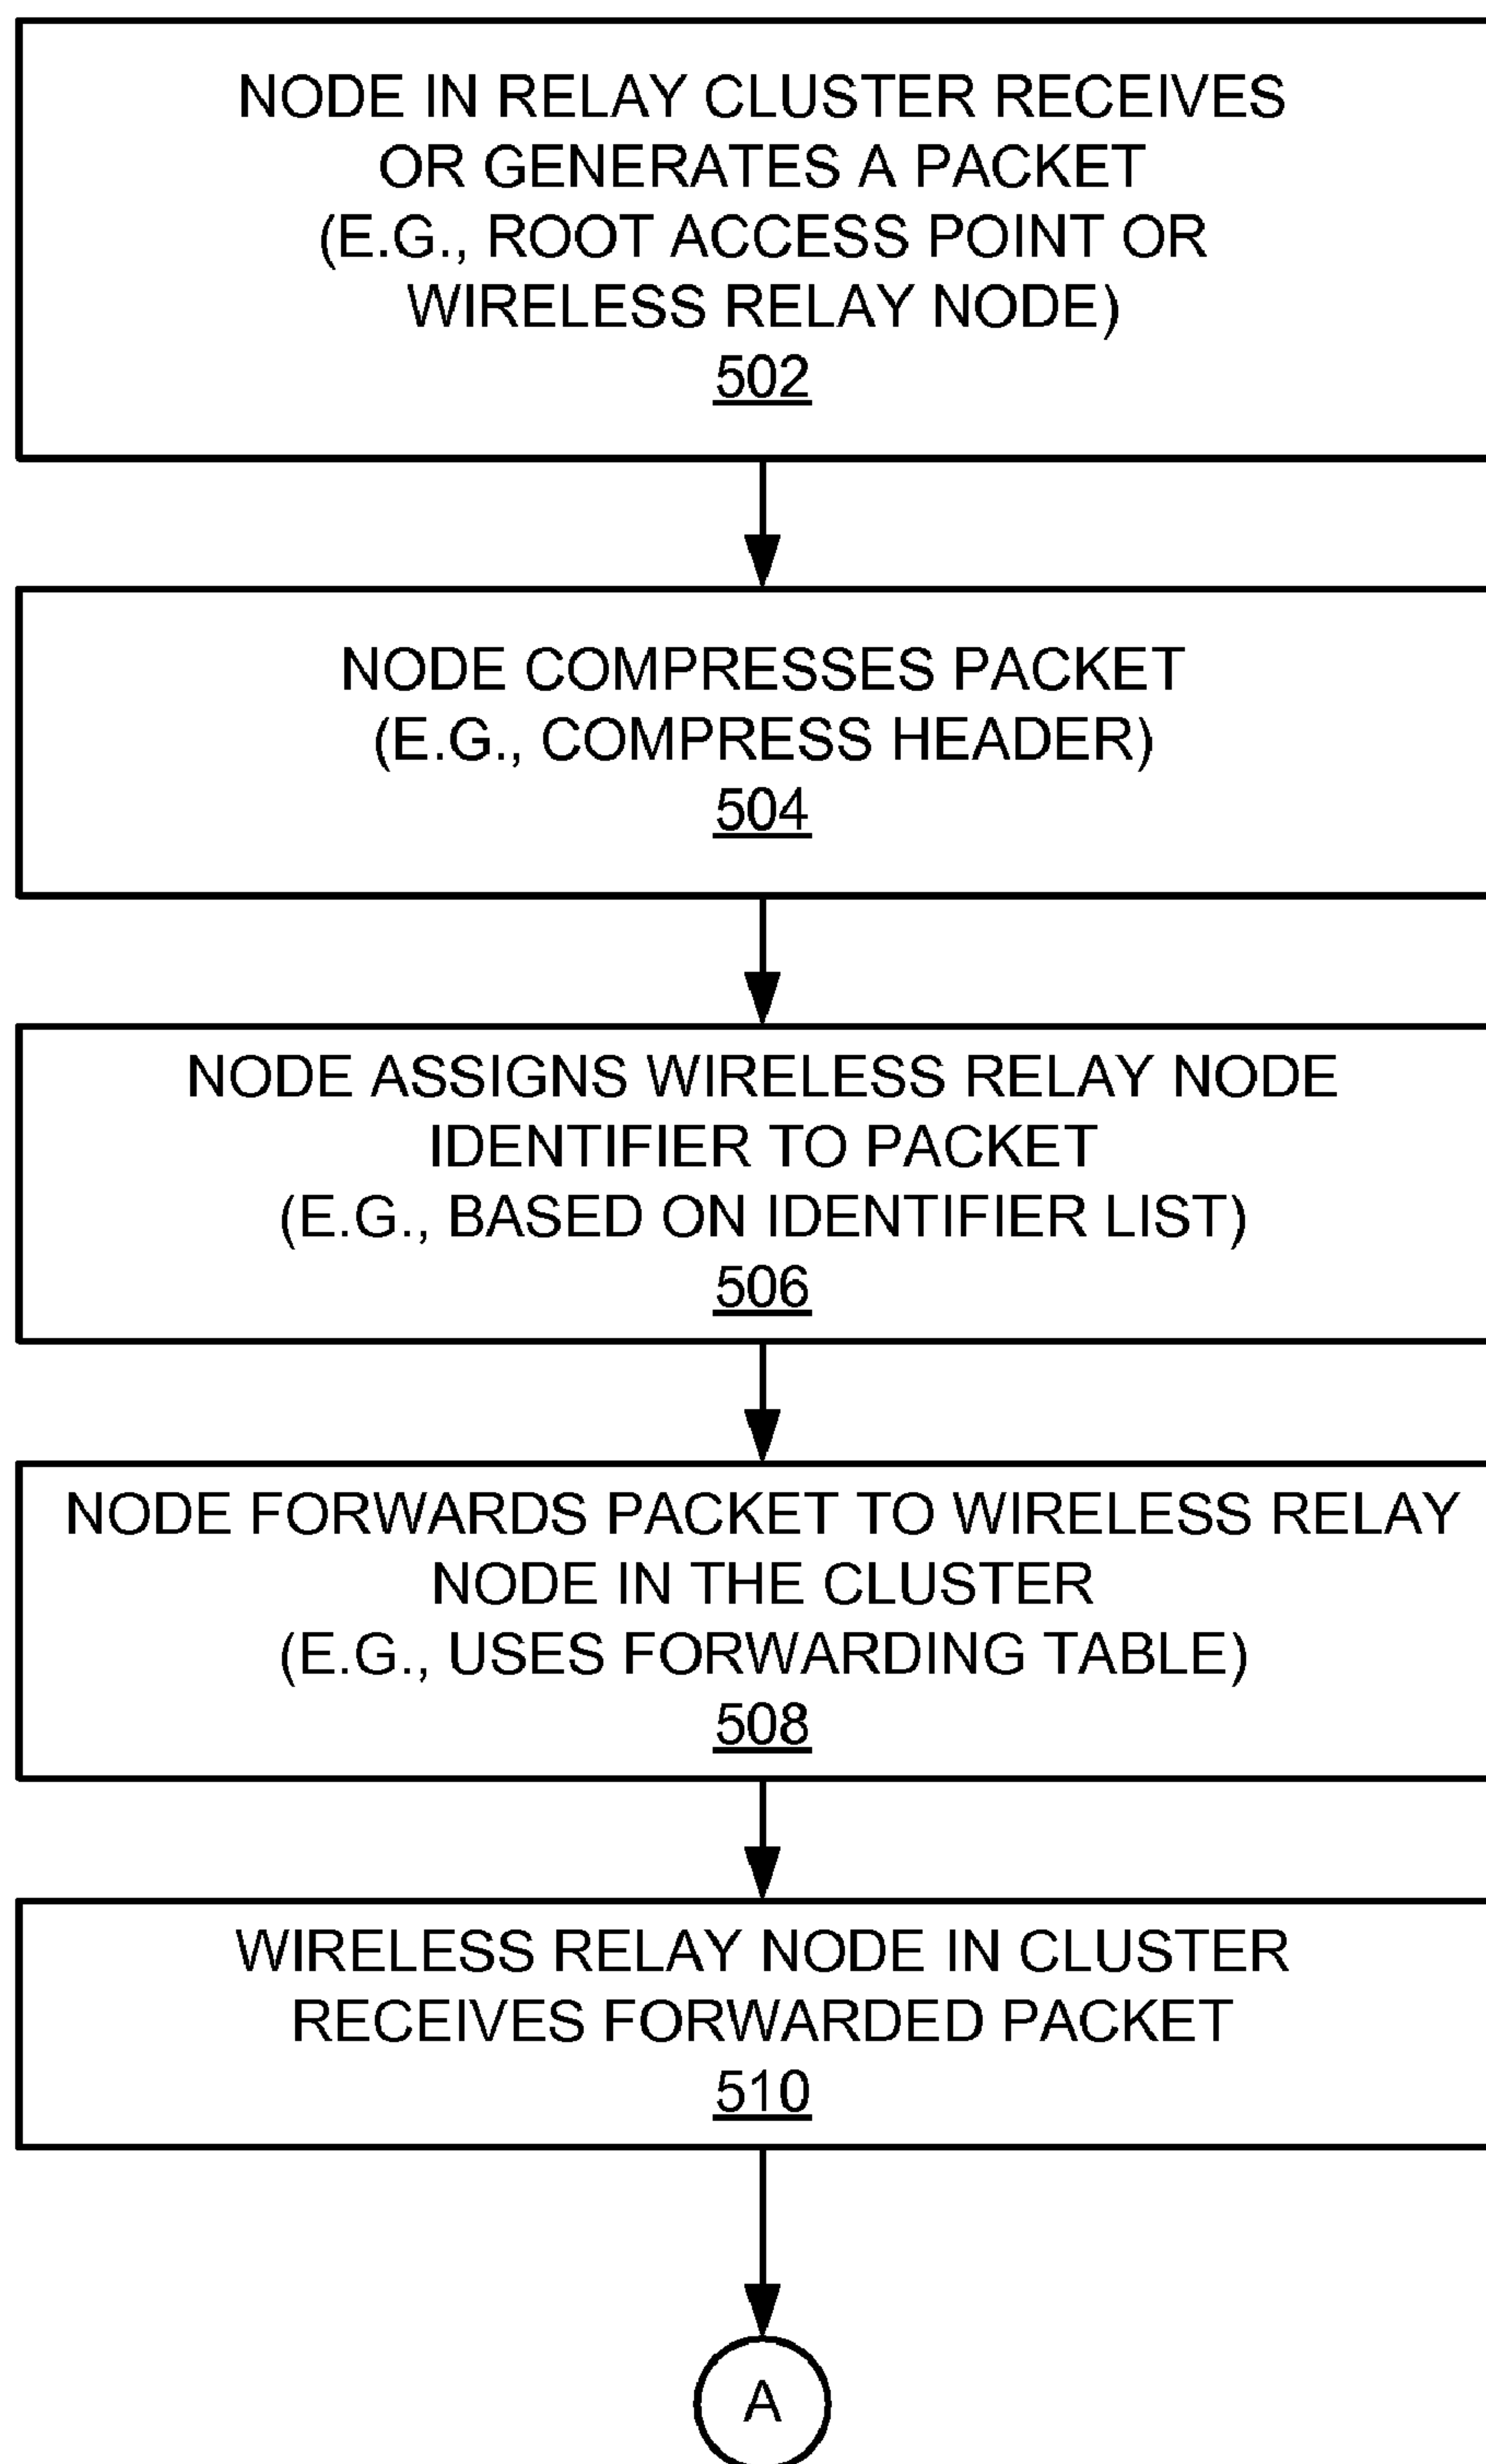 NODE IN RELAY CLUSTER RECEIVES
OR GENERATES A PACKET
(E.G., ROOT ACCESS POINT OR
WIRELESS RELAY NODE)
502
NODE COMPRESSES PACKET
(E.G., COMPRESS HEADER)
504
NODE ASSIGNS WIRELESS RELAY NODE
IDENTIFIER TO PACKET
(E.G., BASED ON IDENTIFIER LIST)
506
NODE FORWARDS PACKET TO WIRELESS RELAY
NODE IN THE CLUSTER
(E.G., USES FORWARDING TABLE)
508
WIRELESS RELAY NODE IN CLUSTER
RECEIVES FORWARDED PACKET
510
A